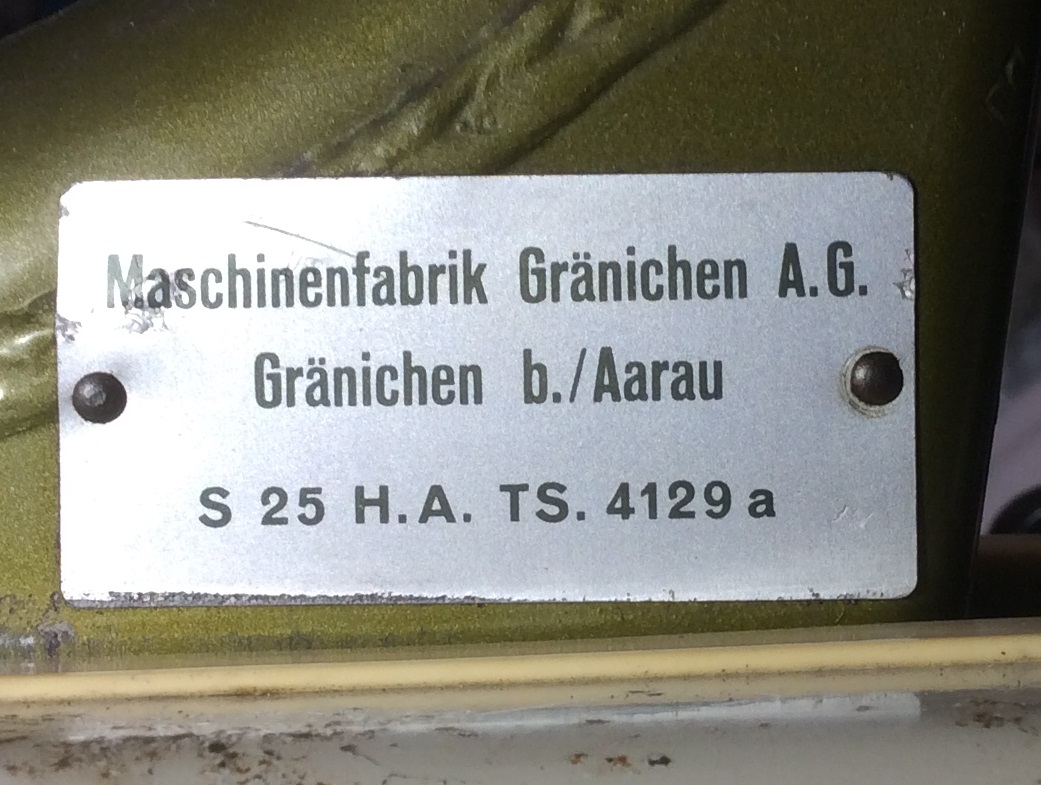 Maschinenfabrik Gränichen A.G.
Gränichen b./Aarau
S 25 H.A. TS. 4129 a